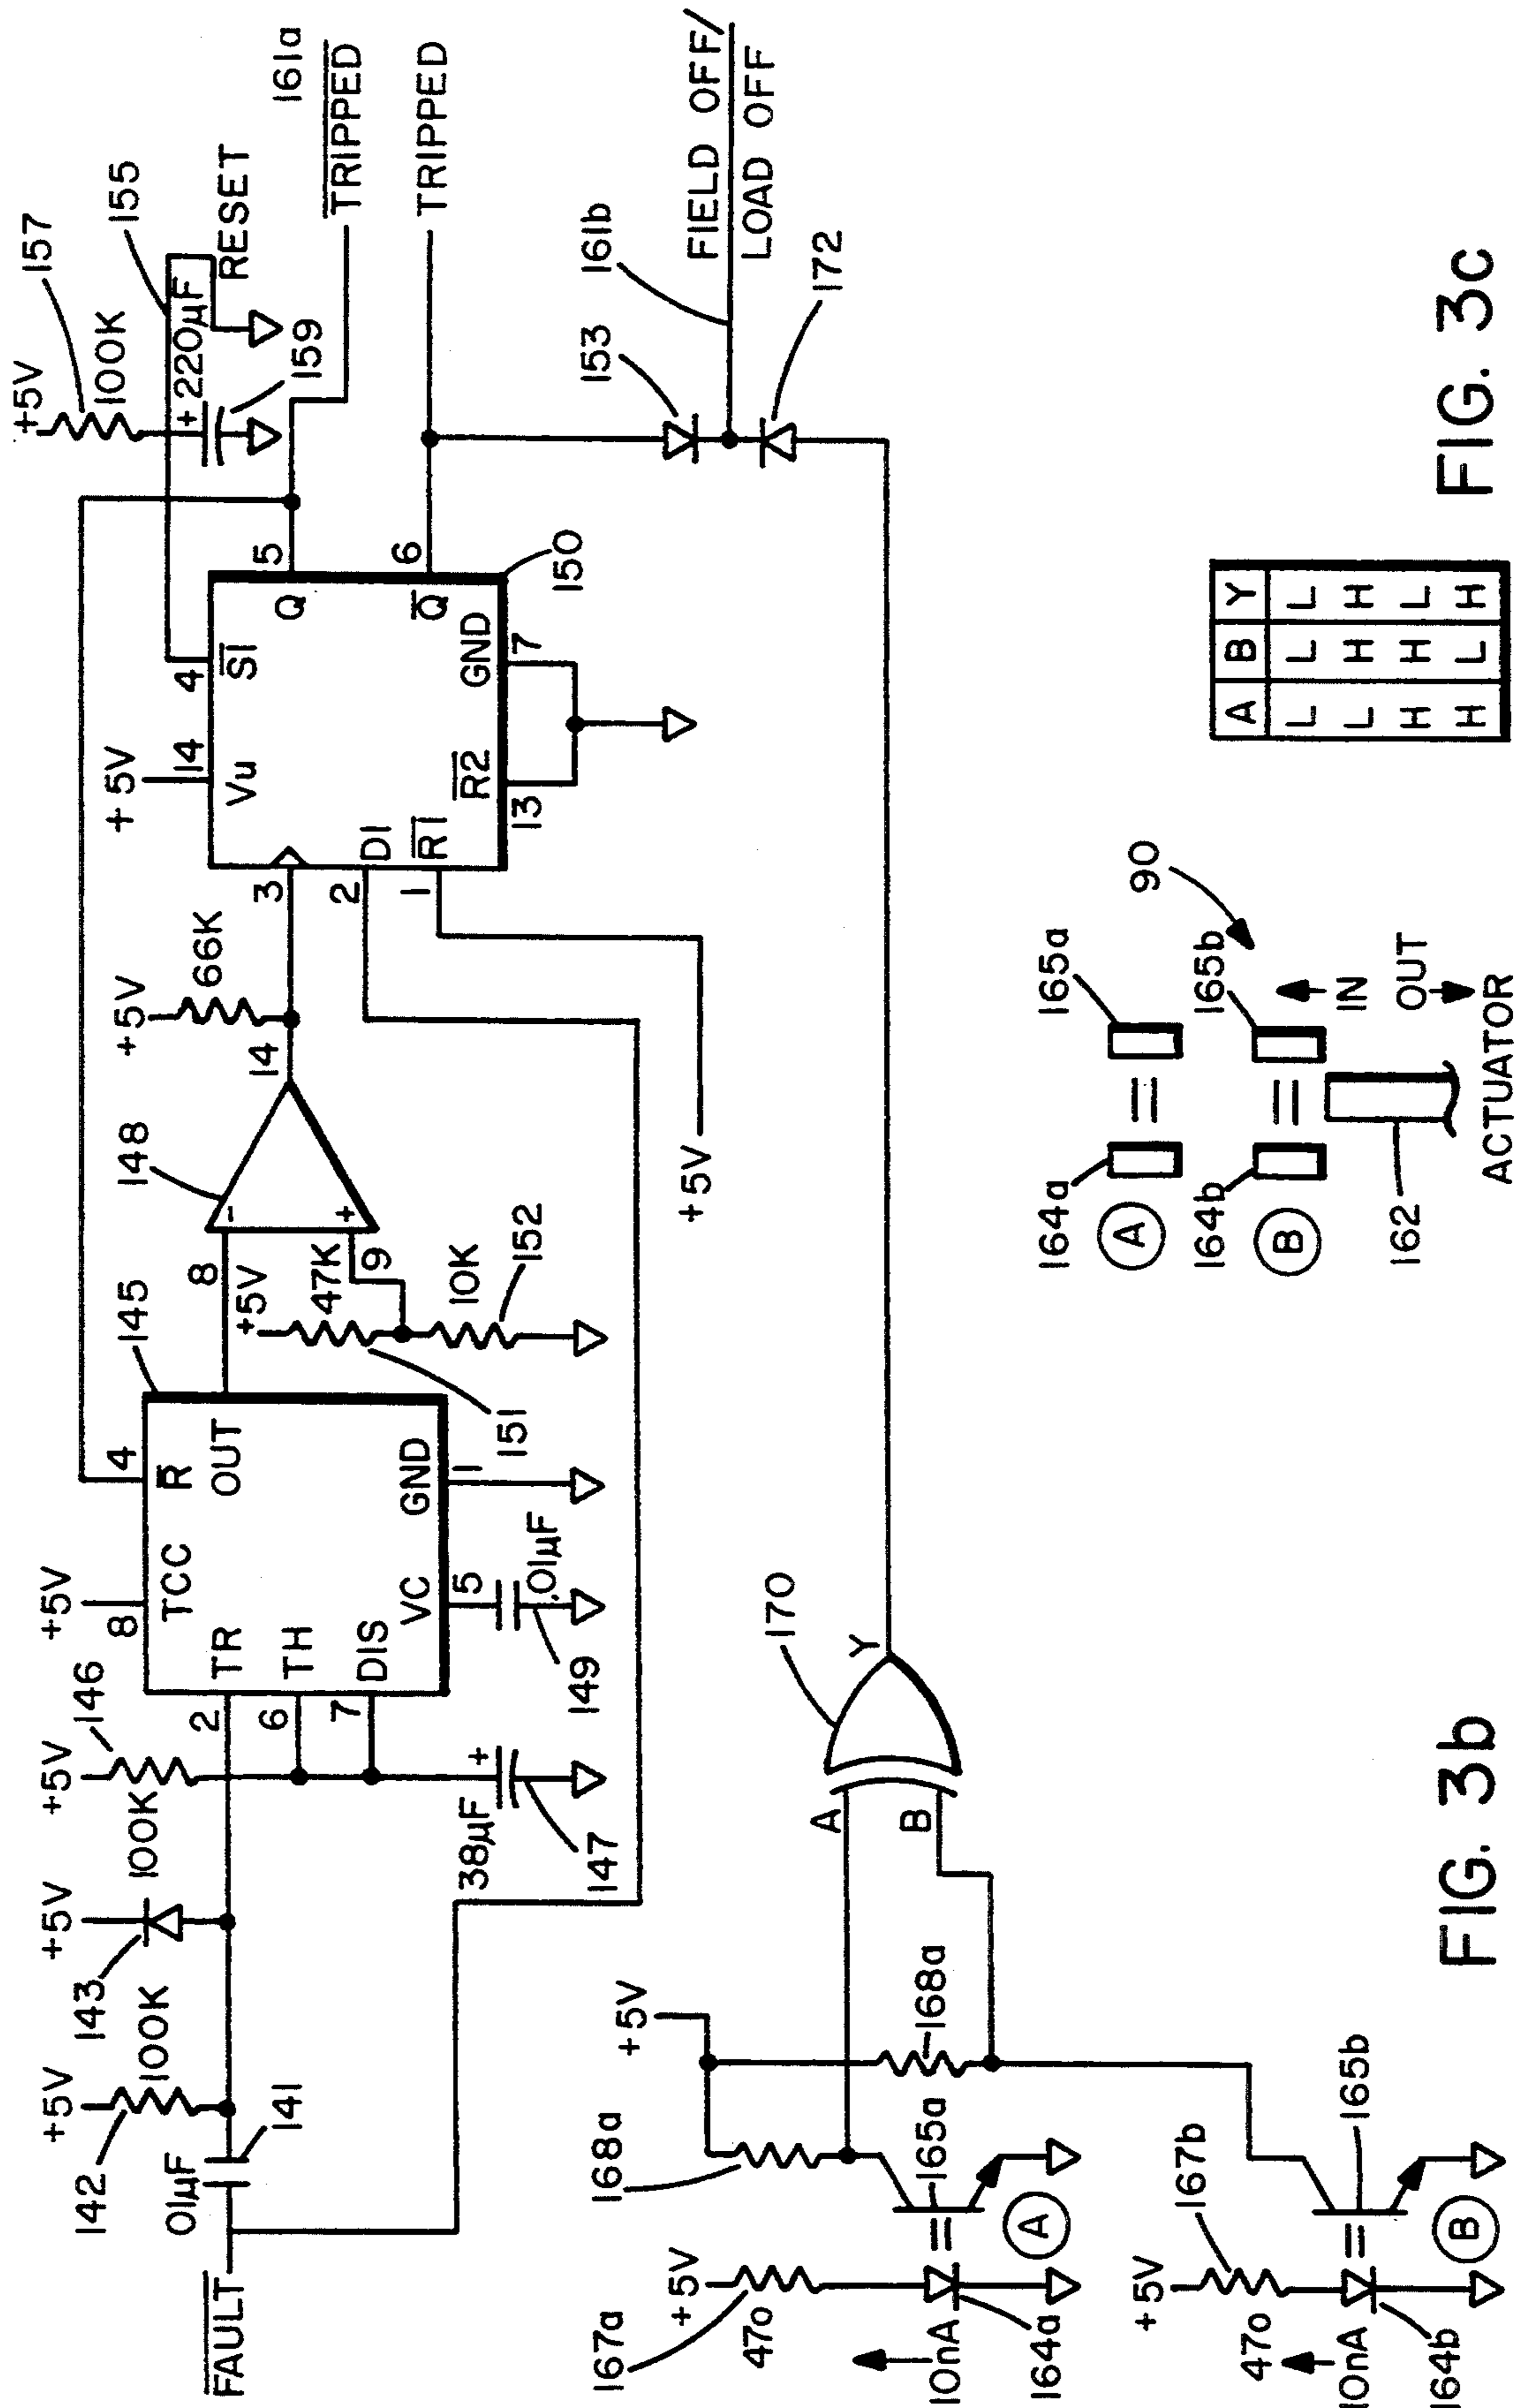 +5V
157
100K
155
+220µF
RESET
159
161a
TRIPPED
TRIPPED
FIELD OFF/
LOAD OFF
161b
153
172
FAULT
.01µF
141
+5V
142
100K
+5V
143
+5V
146
100K
38µF
147
+5V
8
4
TCC
R
2
TR
OUT
6
TH
7
DIS
VC
GND
5
1
.01µF
149
145
8
148
-
+
9
14
+5V
47K
151
10K
152
+5V
66K
+5V
3
2
1
14
4
Vu
S1
D1
R1
R2
GND
Q
Q
13
7
5
6
150
+5V
+5V
168a
168a
165a
A
+5V
167a
470
10nA
164a
+5V
167b
470
10nA
164b
165b
B
A
B
Y
170
164a
165a
A
164b
165b
B
90
IN
OUT
162
ACTUATOR
A B Y
L L L
L H H
H H L
H L H
FIG. 3b
FIG. 3c